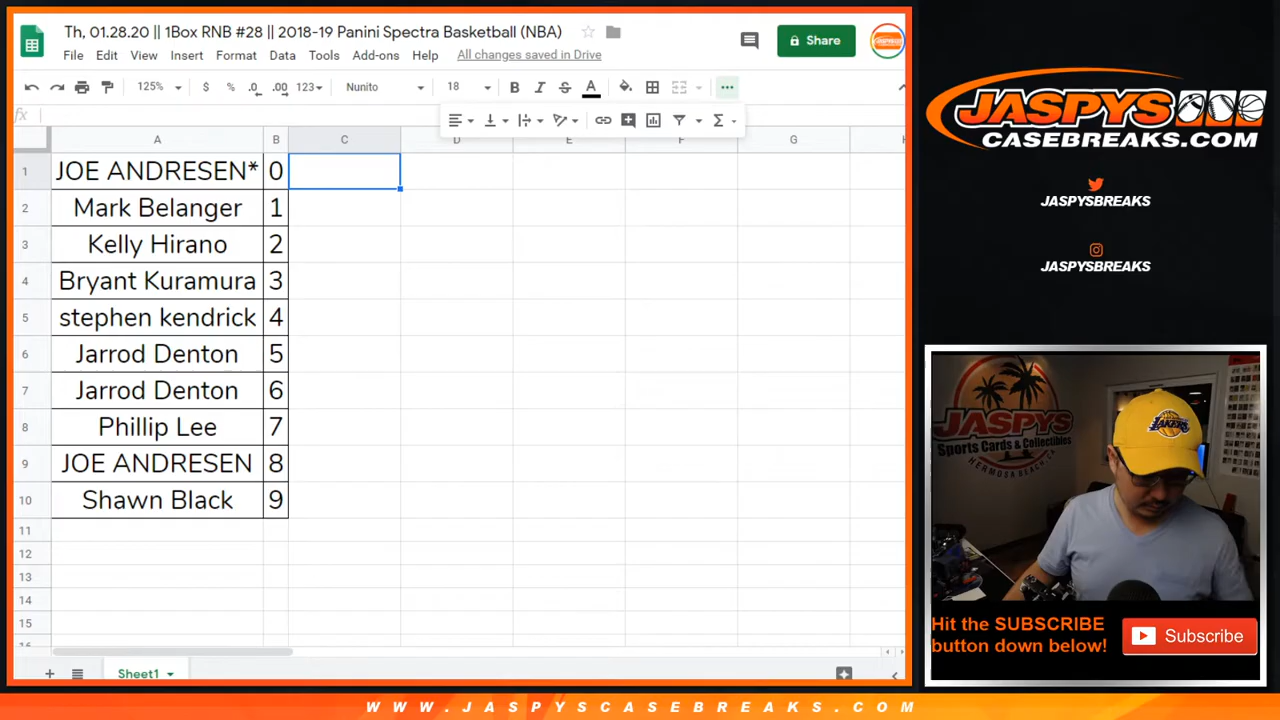 Th, 01.28.20 || 1Box RNB #28 || 2018-19 Panini Spectra Basketball (NBA)
File Edit View Insert Format Data Tools Add-ons Help All changes saved in Drive
Share
125% $ % .0 .00 123 Nunito 18 B I S A
fx
A B C D E F G H
1 JOE ANDRESEN* 0
2 Mark Belanger 1
3 Kelly Hirano 2
4 Bryant Kuramura 3
5 stephen kendrick 4
6 Jarrod Denton 5
7 Jarrod Denton 6
8 Phillip Lee 7
9 JOE ANDRESEN 8
10 Shawn Black 9
11
12
13
14
15
16
Sheet1
JASPYS
CASEBREAKS.COM
JASPYSBREAKS
JASPYSBREAKS
JASPYS
Sports Cards & Collectibles
HERMOSA BEACH, CA
LAKERS
Hit the SUBSCRIBE
button down below!
Subscribe
WWW.JASPYSCASEBREAKS.COM